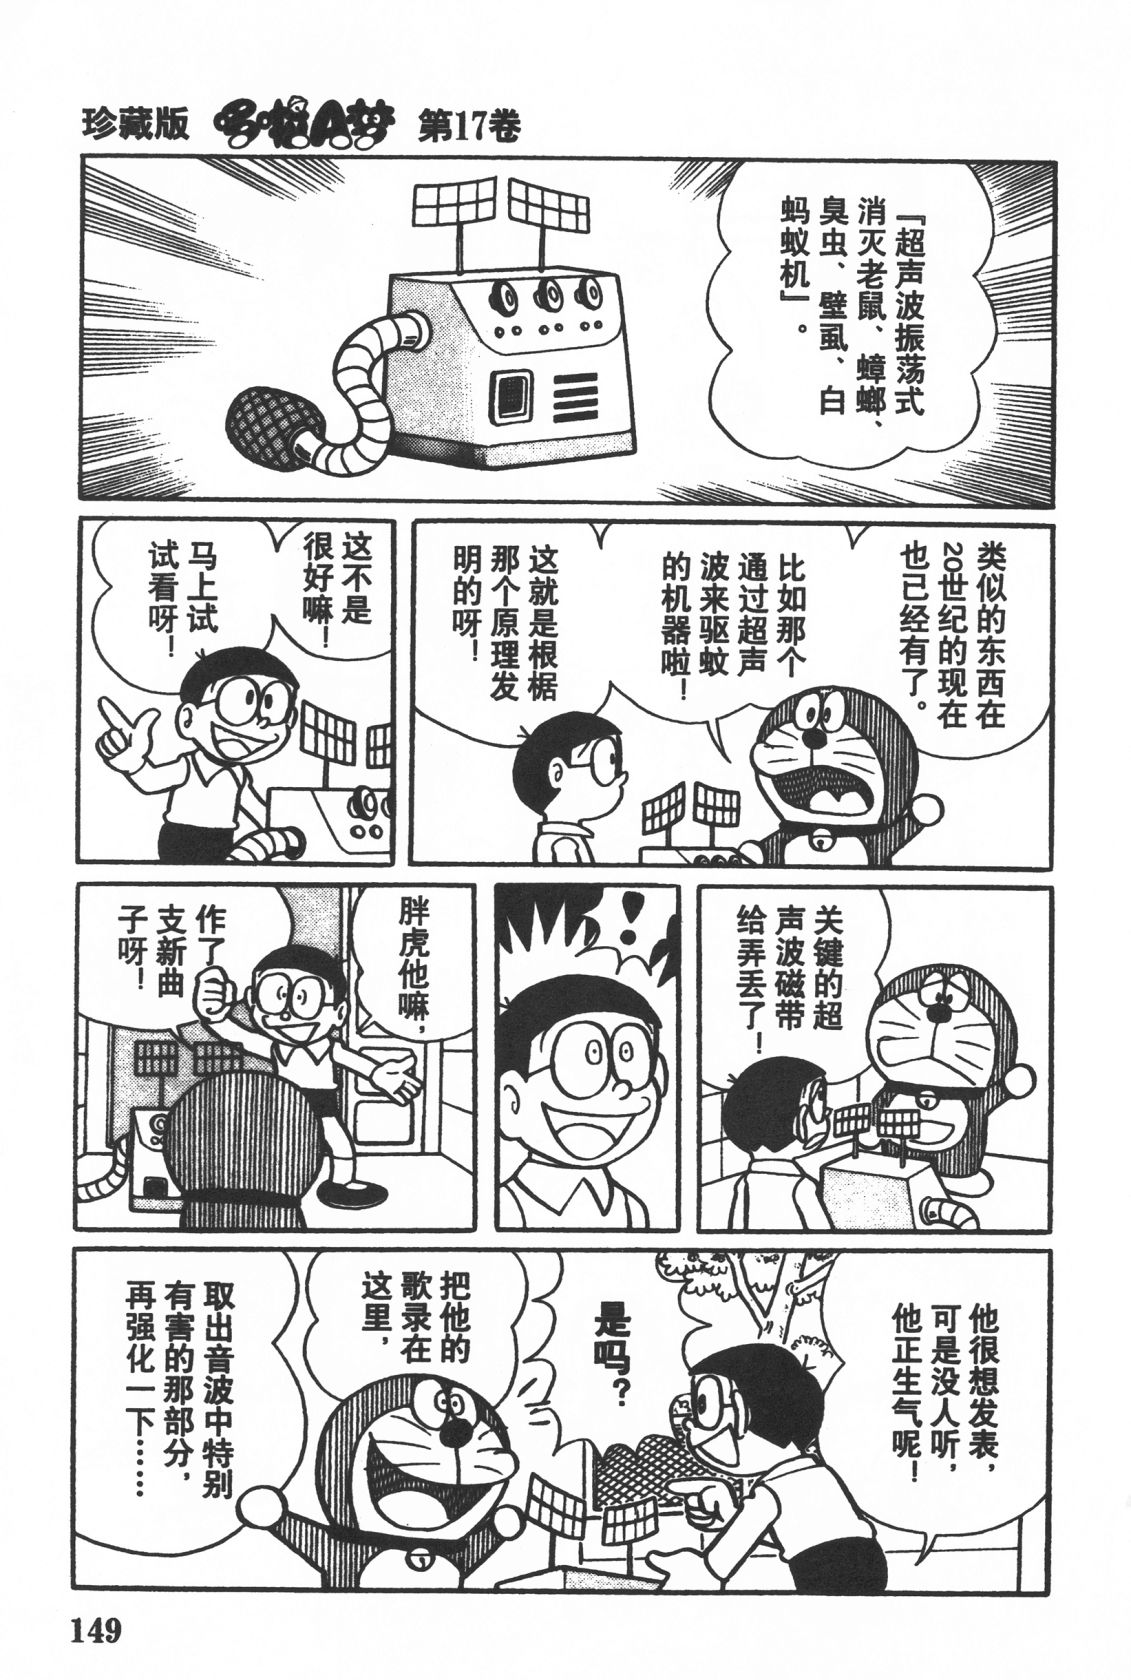 珍藏版 哆啦A梦 第17卷
『超声波振荡式
消灭老鼠、蟑螂、
臭虫、壁虱、白
蚂蚁机』。
类似的东西在
20世纪的现在
也已经有了。
比如那个
通过超声
波来驱蚊
的机器啦！
这就是根椐
那个原理发
明的呀！
这不是
很好嘛！
马上试
试看呀！
关键的超
声波磁带
给弄丢了！
！
胖虎他嘛，
作了
支新曲
子呀！
他很想发表，
可是没人听，
他正生气呢！
是吗？
把他的
歌录在
这里，
取出音波中特别
有害的那部分，
再强化一下……
149